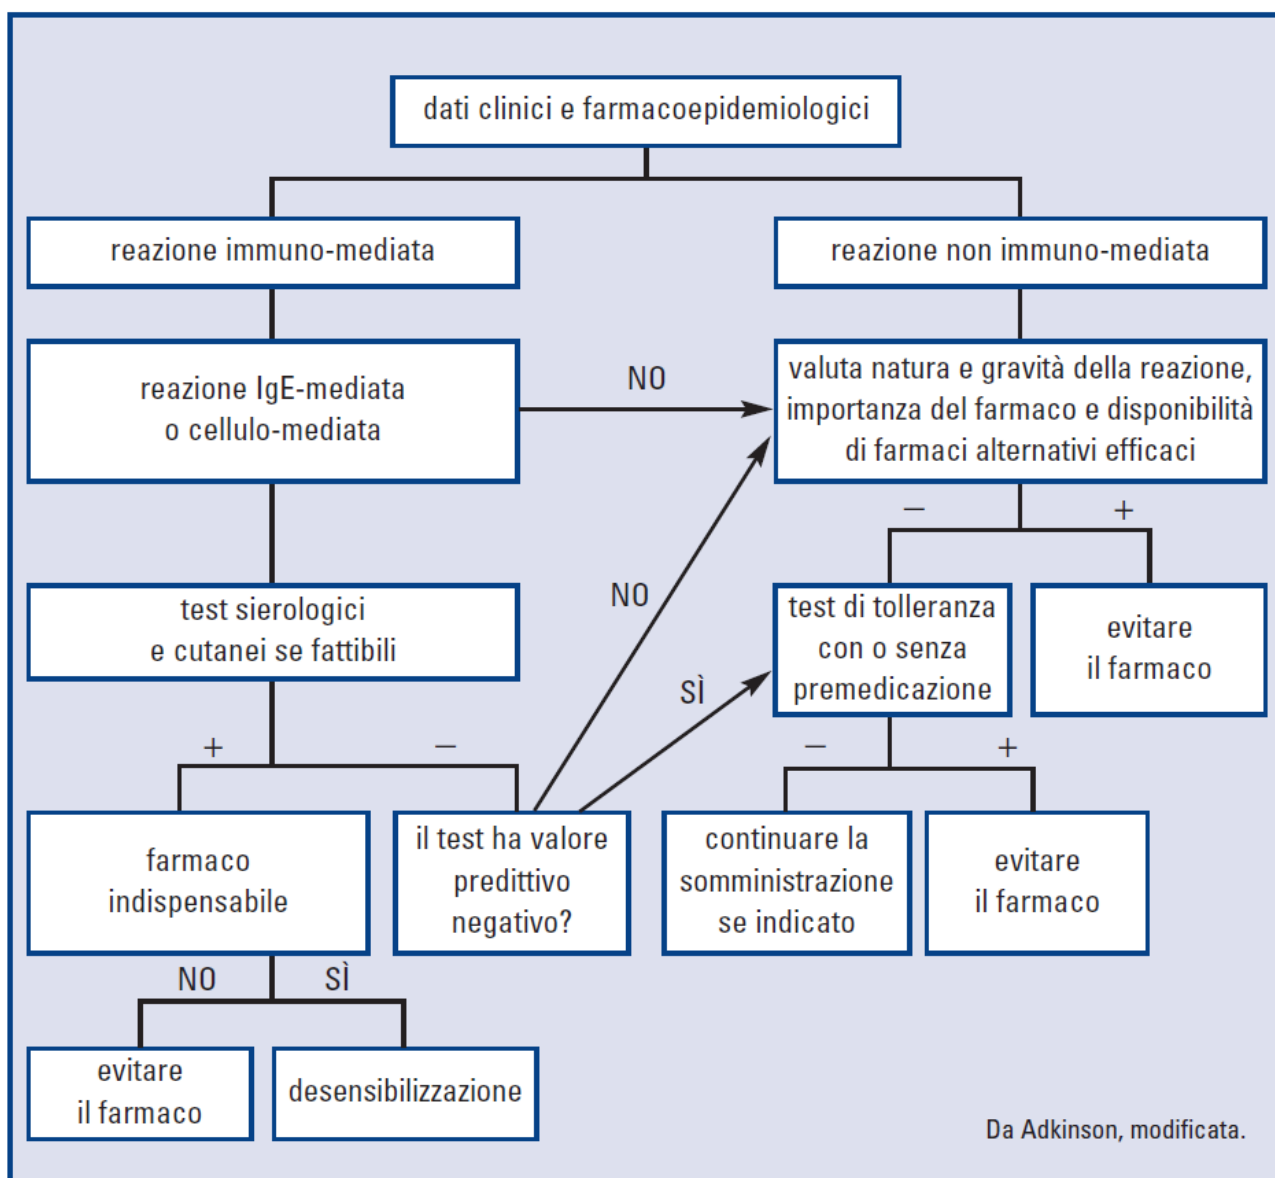 dati clinici e farmacoepidemiologici
reazione immuno-mediata
reazione non immuno-mediata
reazione IgE-mediata
o cellulo-mediata
NO
valuta natura e gravità della reazione,
importanza del farmaco e disponibilità
di farmaci alternativi efficaci
− +
test sierologici
e cutanei se fattibili
NO
SÌ
test di tolleranza
con o senza
premedicazione
evitare
il farmaco
+ −
− +
farmaco
indispensabile
il test ha valore
predittivo
negativo?
continuare la
somministrazione
se indicato
evitare
il farmaco
NO SÌ
evitare
il farmaco
desensibilizzazione
Da Adkinson, modificata.